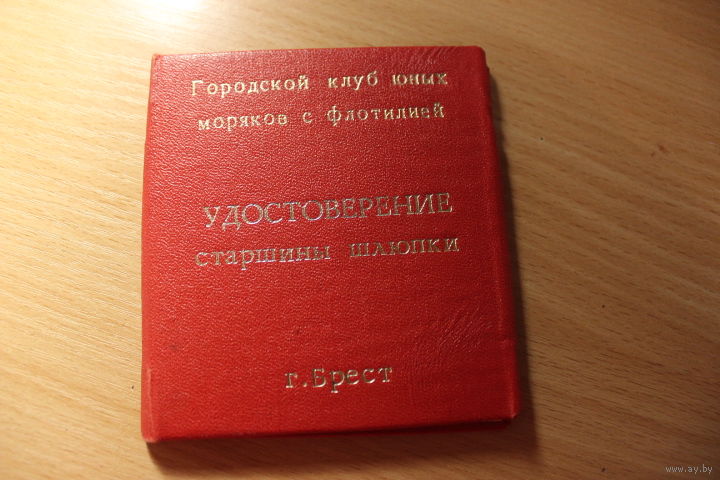 Городской клуб юных
моряков с флотилией
УДОСТОВЕРЕНИЕ
старшины шлюпки
г.Брест
www.ay.by